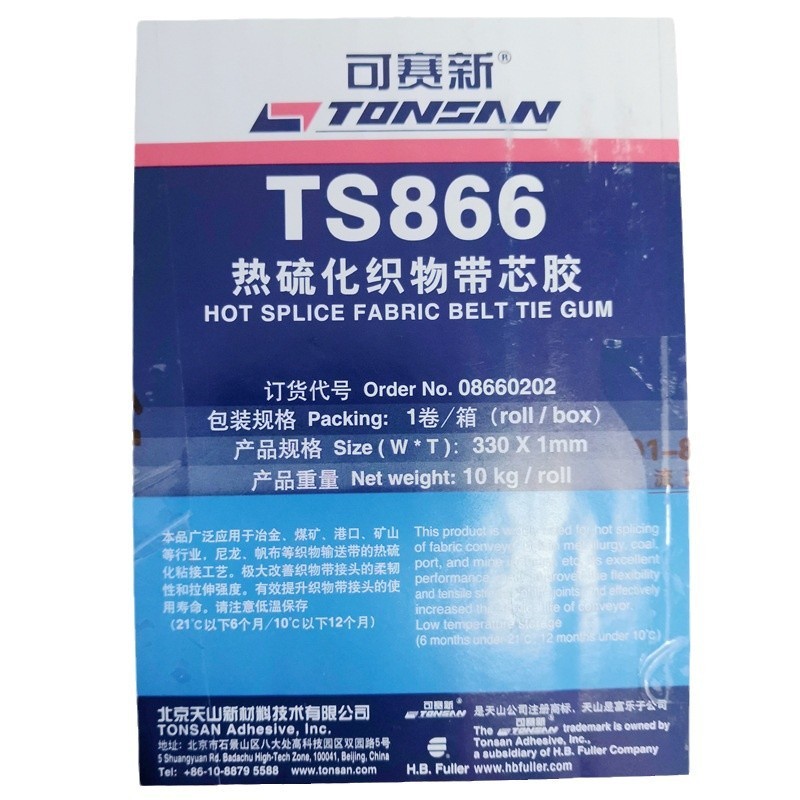 可赛新®
TONSAN
TS866
热硫化织物带芯胶
HOT SPLICE FABRIC BELT TIE GUM
订货代号 Order No. 08660202
包装规格 Packing: 1卷/箱（roll / box）
产品规格 Size ( W * T ): 330 X 1mm
产品重量 Net weight: 10 kg / roll
本品广泛应用于冶金、煤矿、港口、矿山
等行业，尼龙、帆布等织物输送带的热硫
化粘接工艺。极大改善织物带接头的柔韧
性和拉伸强度。有效提升织物带接头的使
用寿命。请注意低温保存
(21℃以下6个月/10℃以下12个月)
This product is for hot splicing
of fabric metallurgy, coal,
port, and mine excellent
performance flexibility
and tensile joints and effectively
increased life of conveyor.
Low temperature storage
(6 months under 21℃, 12 months under 10℃)
北京天山新材料技术有限公司
TONSAN Adhesive, Inc.
地址: 北京市石景山区八大处高科技园区双园路5号
5 Shuangyuan Rd. Badachu High-Tech Zone, 100041, Beijing, China
Tel: +86-10-8879 5588 www.tonsan.com
可赛新® TONSAN 是天山公司注册商标、天山是富乐子公司
The 可赛新 TONSAN trademark is owned by
Tonsan Adhesive, Inc.,
a subsidiary of H.B. Fuller Company
H.B. Fuller www.hbfuller.com